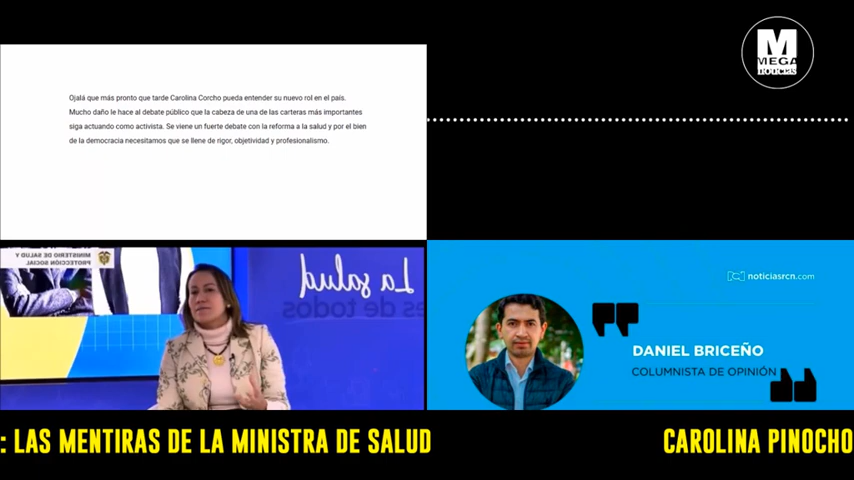 M
MEGA
noticias
Ojalá que más pronto que tarde Carolina Corcho pueda entender su nuevo rol en el país.
Mucho daño le hace al debate público que la cabeza de una de las carteras más importantes
siga actuando como activista. Se viene un fuerte debate con la reforma a la salud y por el bien
de la democracia necesitamos que se llene de rigor, objetividad y profesionalismo.
MINISTERIO DE SALUD Y
PROTECCIÓN SOCIAL
La salud
es de todos
noticiasrcn.com
DANIEL BRICEÑO
COLUMNISTA DE OPINIÓN
: LAS MENTIRAS DE LA MINISTRA DE SALUD
CAROLINA PINOCHO